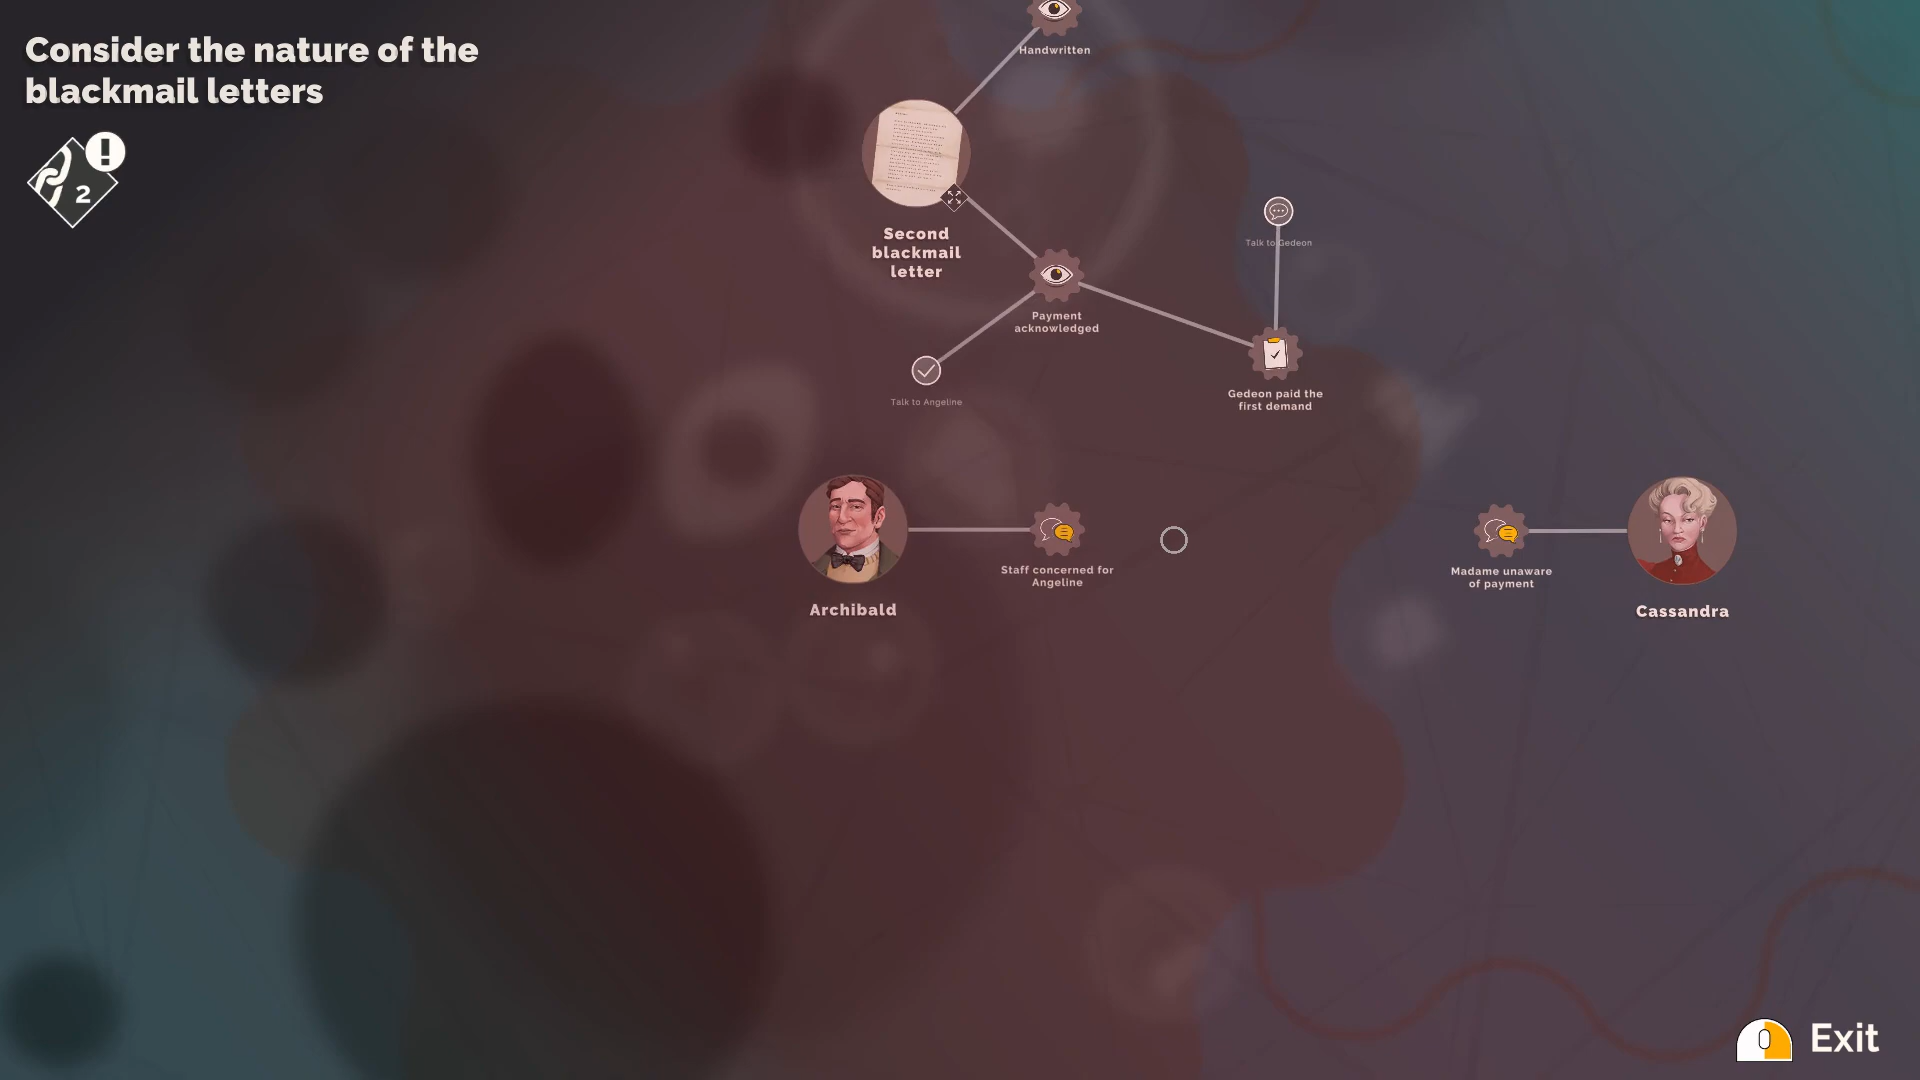 Consider the nature of the
blackmail letters
2
Handwritten
Second
blackmail
letter
Talk to Gedeon
Payment
acknowledged
Talk to Angeline
Gedeon paid the
first demand
Staff concerned for
Angeline
Archibald
Madame unaware
of payment
Cassandra
Exit